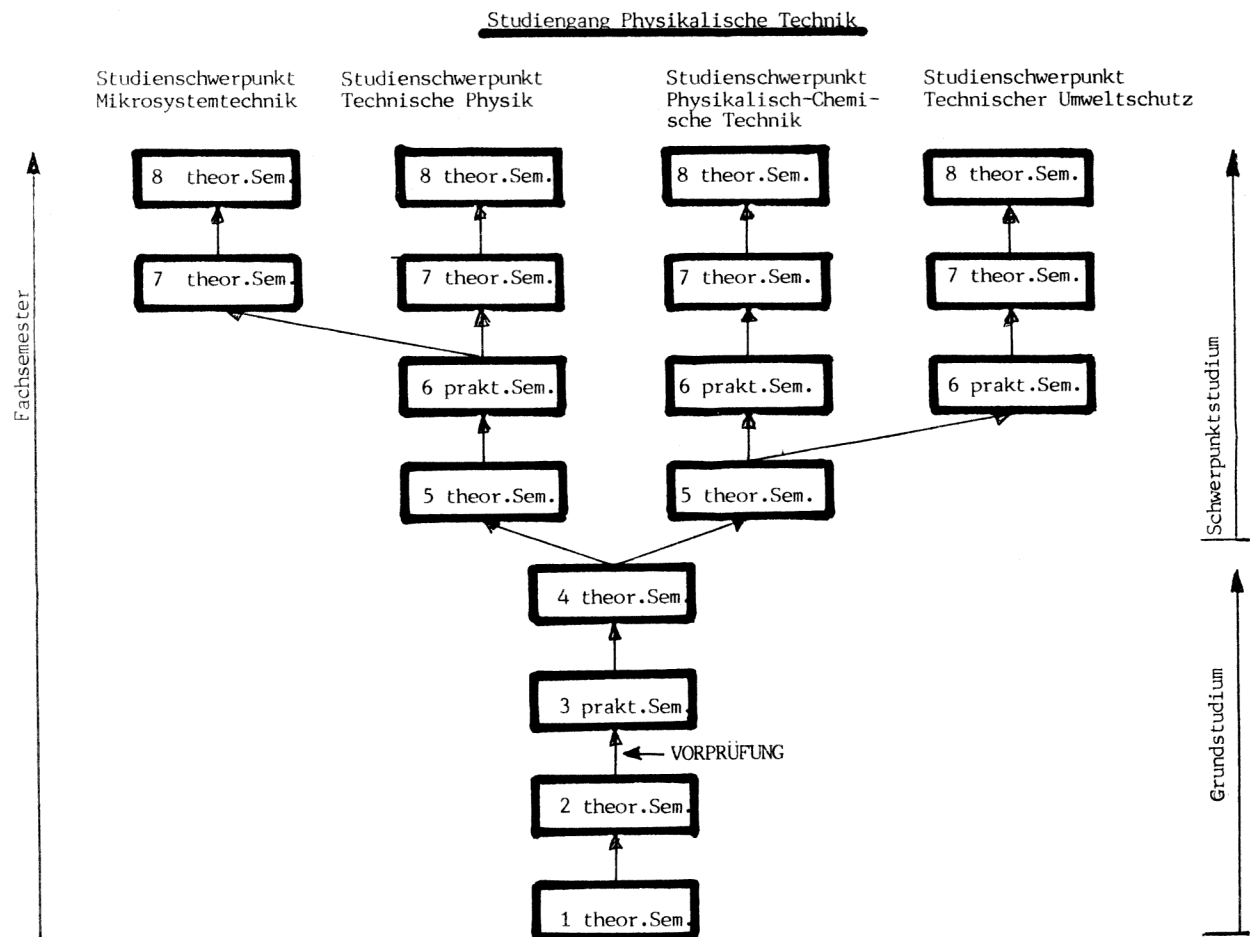 Studiengang Physikalische Technik
Studienschwerpunkt
Mikrosystemtechnik
Studienschwerpunkt
Technische Physik
Studienschwerpunkt
Physikalisch-Chemi-
sche Technik
Studienschwerpunkt
Technischer Umweltschutz
8 theor.Sem.
8 theor.Sem.
8 theor.Sem.
8 theor.Sem.
7 theor.Sem.
7 theor.Sem.
7 theor.Sem.
7 theor.Sem.
6 prakt.Sem.
6 prakt.Sem.
6 prakt.Sem.
5 theor.Sem.
5 theor.Sem.
4 theor.Sem.
3 prakt.Sem.
VORPRÜFUNG
2 theor.Sem.
1 theor.Sem.
Fachsemester
Schwerpunktstudium
Grundstudium